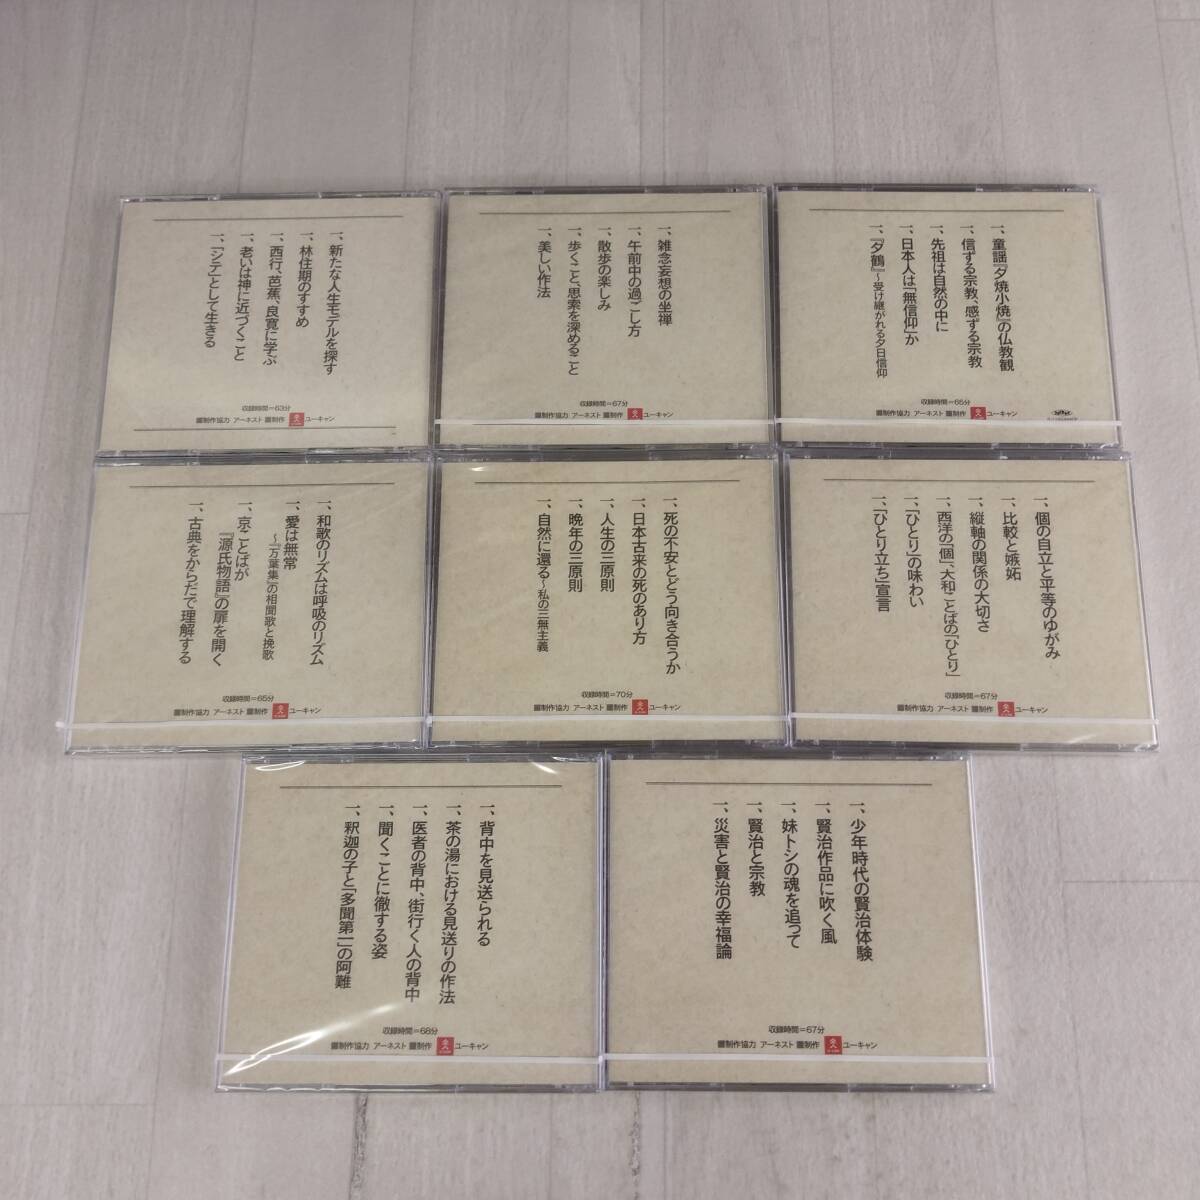 一、新たな人生モデルを探す
一、林住期のすすめ
一、西行、芭蕉、良寛に学ぶ
一、老いは神に近づくこと
一、「シテ」として生きる
収録時間=63分
■制作協力 アーネスト ■制作 ユーキャン
一、雑念妄想の坐禅
一、午前中の過ごし方
一、散歩の楽しみ
一、歩くこと、思索を深めること
一、美しい作法
収録時間=67分
■制作協力 アーネスト ■制作 ユーキャン
一、童謡『夕焼小焼』の仏教観
一、信ずる宗教、感ずる宗教
一、先祖は自然の中に
一、日本人は「無信仰」か
一、『夕鶴』～受け継がれる夕日信仰
収録時間=65分
■制作協力 アーネスト ■制作 ユーキャン
一、和歌のリズムは呼吸のリズム
一、愛は無常
～『万葉集』の相聞歌と挽歌
一、京ことばが
『源氏物語』の扉を開く
一、古典をからだで理解する
収録時間=65分
■制作協力 アーネスト ■制作 ユーキャン
一、死の不安とどう向き合うか
一、日本古来の死のあり方
一、人生の三原則
一、晩年の三原則
一、自然に還る～私の三無主義
収録時間=70分
■制作協力 アーネスト ■制作 ユーキャン
一、個の自立と平等のゆがみ
一、比較と嫉妬
一、縦軸の関係の大切さ
一、西洋の「個」、大和ことばの「ひとり」
一、「ひとり」の味わい
一、「ひとり立ち」宣言
収録時間=67分
■制作協力 アーネスト ■制作 ユーキャン
一、背中を見送られる
一、茶の湯における見送りの作法
一、医者の背中、街行く人の背中
一、聞くことに徹する姿
一、釈迦の子と「多聞第一」の阿難
収録時間=68分
■制作協力 アーネスト ■制作 ユーキャン
一、少年時代の賢治体験
一、賢治作品に吹く風
一、妹トシの魂を追って
一、賢治と宗教
一、災害と賢治の幸福論
収録時間=67分
■制作協力 アーネスト ■制作 ユーキャン